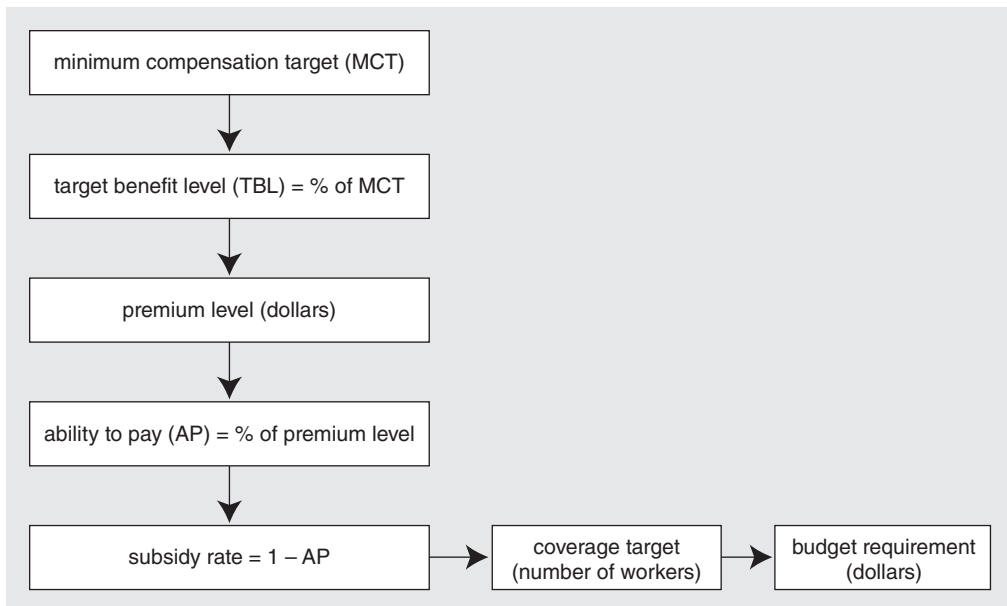 minimum compensation target (MCT)
target benefit level (TBL) = % of MCT
premium level (dollars)
ability to pay (AP) = % of premium level
subsidy rate = 1 – AP
coverage target
(number of workers)
budget requirement
(dollars)